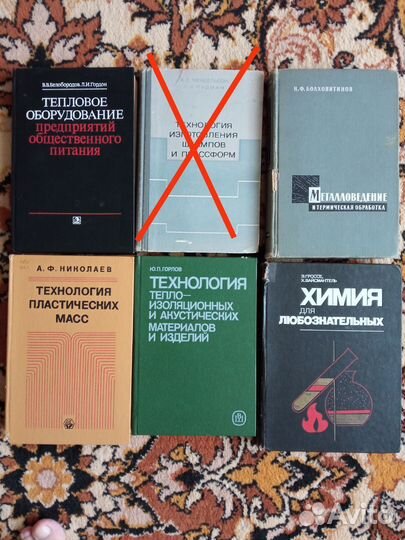 В.В.Белобородов, Л.И.Гордон
ТЕПЛОВОЕ
ОБОРУДОВАНИЕ
предприятий
общественного
питания
ТЕХНОЛОГИЯ
ИЗГОТОВЛЕНИЯ
ШТАМПОВ
И ПРЕССФОРМ
Н.Ф.БОЛХОВИТИНОВ
МЕТАЛЛОВЕДЕНИЕ
И ТЕРМИЧЕСКАЯ ОБРАБОТКА
А. Ф. НИКОЛАЕВ
ТЕХНОЛОГИЯ
ПЛАСТИЧЕСКИХ
МАСС
Ю.П.ГОРЛОВ
ТЕХНОЛОГИЯ
ТЕПЛО-
ИЗОЛЯЦИОННЫХ
И АКУСТИЧЕСКИХ
МАТЕРИАЛОВ
И ИЗДЕЛИЙ
Э.ГРОССЕ
Х.ВАЙСМАНТЕЛЬ
ХИМИЯ
ДЛЯ
ЛЮБОЗНАТЕЛЬНЫХ
Avito